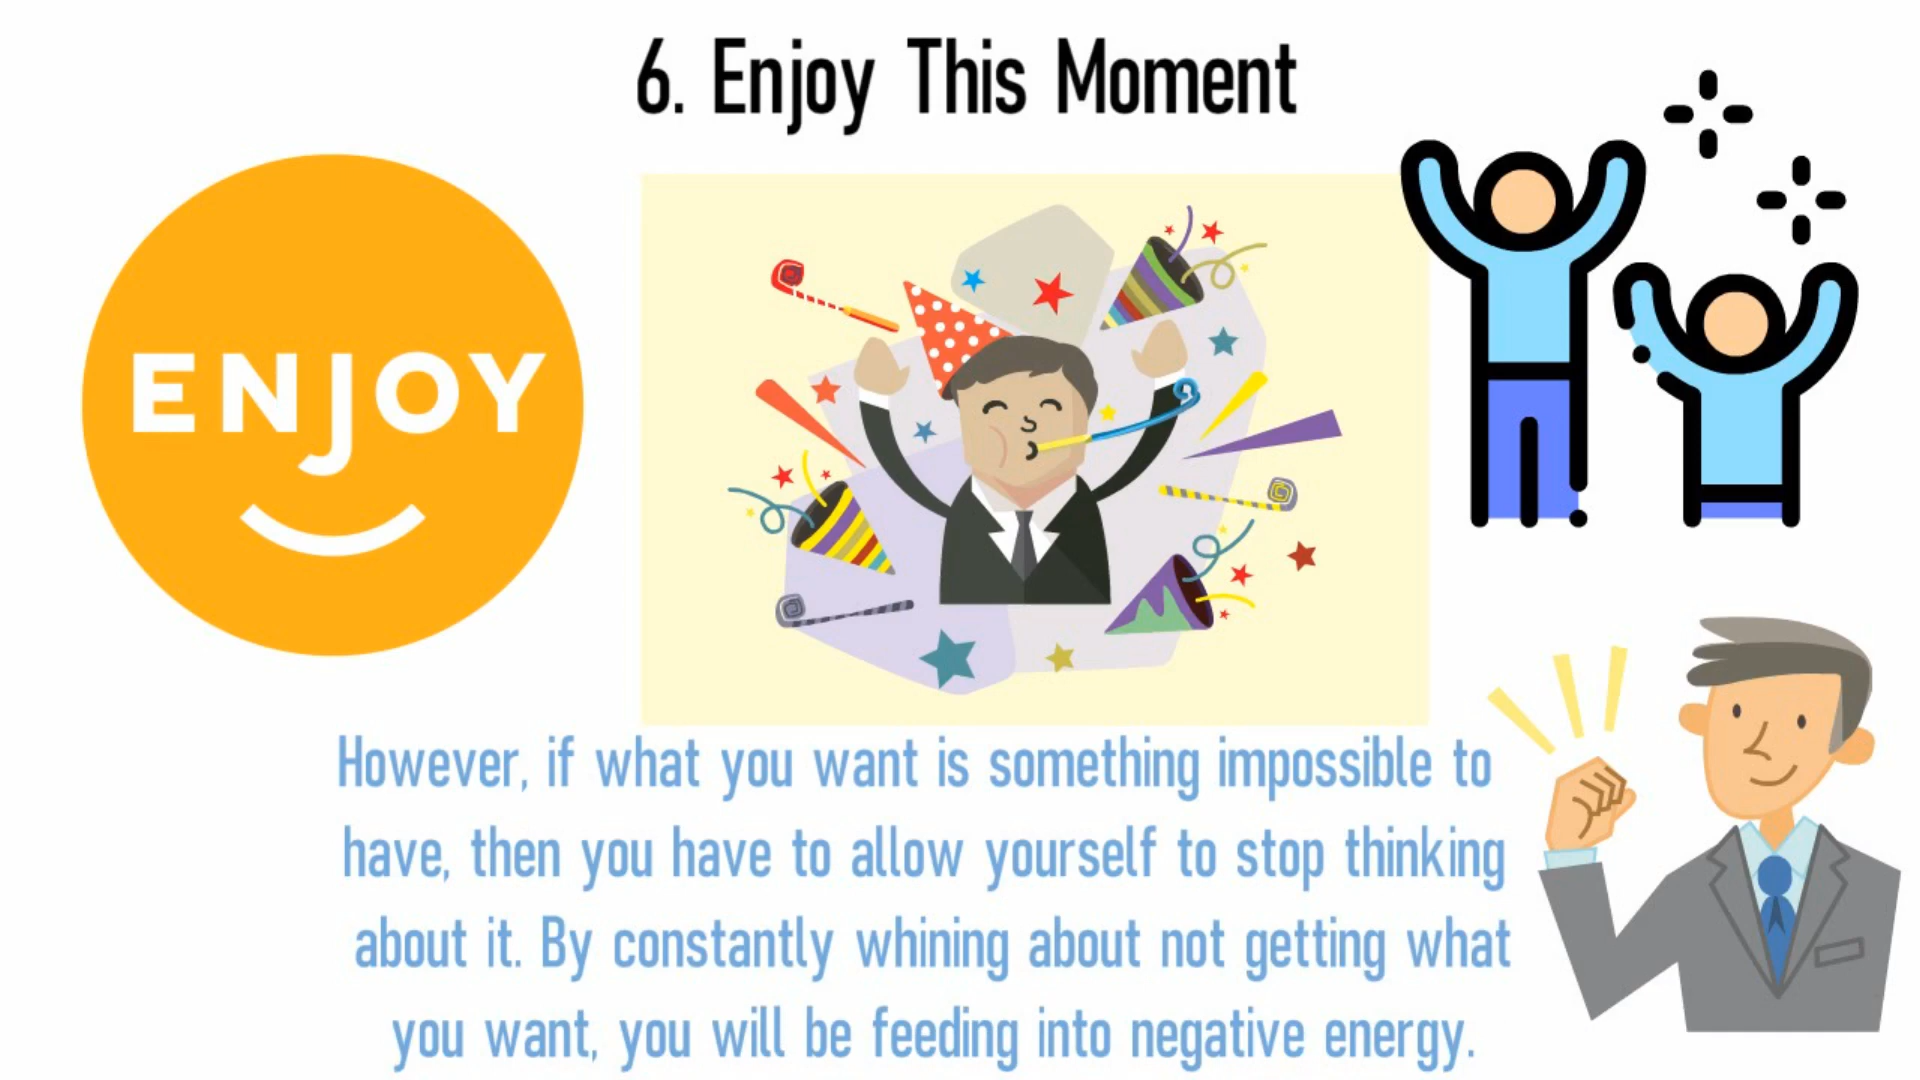 6. Enjoy This Moment
ENJOY
However, if what you want is something impossible to
have, then you have to allow yourself to stop thinking
about it. By constantly whining about not getting what
you want, you will be feeding into negative energy.